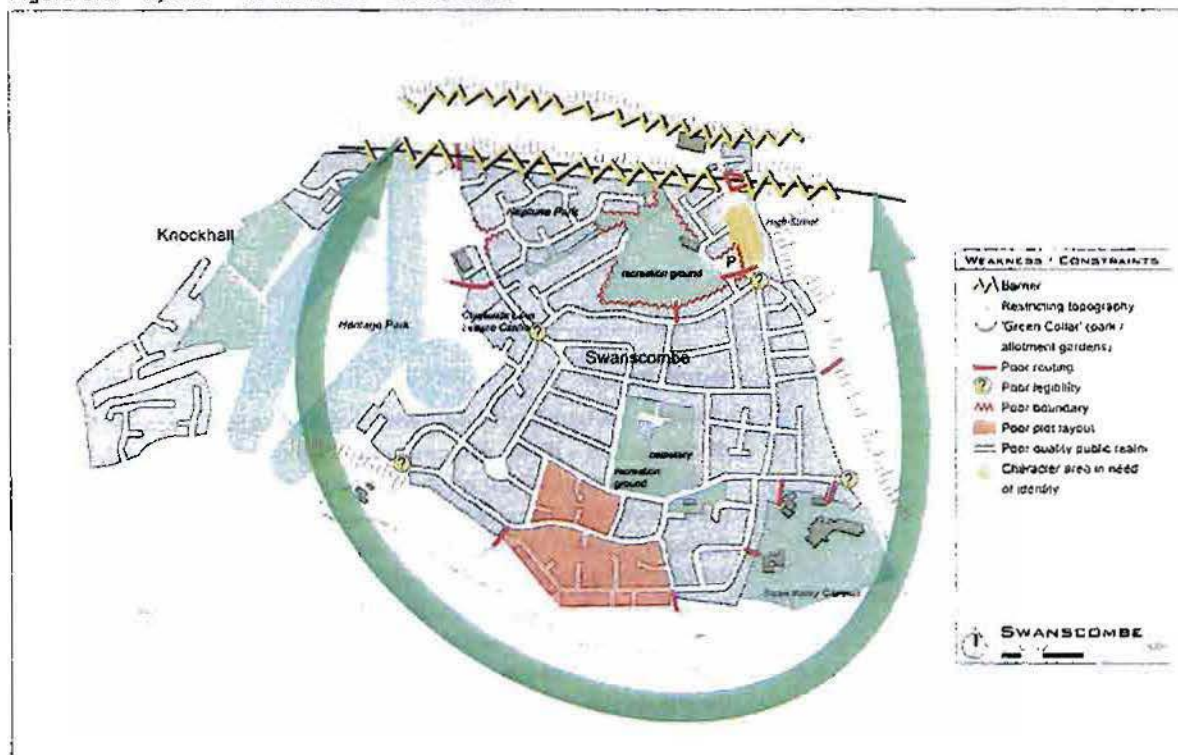 Knockhall
Neptune Park
High Street
P
recreation ground
?
Heritage Park
?
Swanscombe
cemetery
recreation
ground
?
?
WEAKNESS / CONSTRAINTS
Barrier
Restricting topography
'Green Collar' (park /
allotment gardens)
Poor routing
? Poor legibility
Poor boundary
Poor plot layout
Poor quality public realm
Character area in need
of identity
SWANSCOMBE